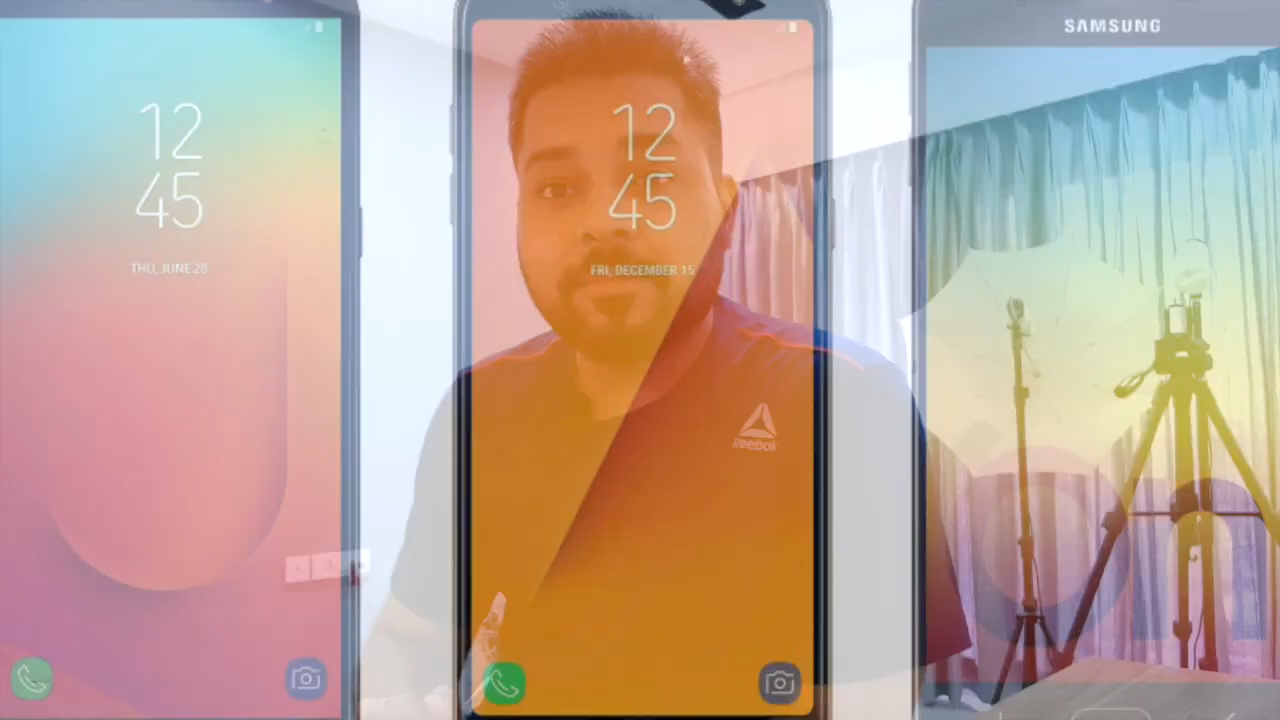 SAMSUNG
12
45
THU, JUNE 28
12
45
FRI, DECEMBER 15
Reebok